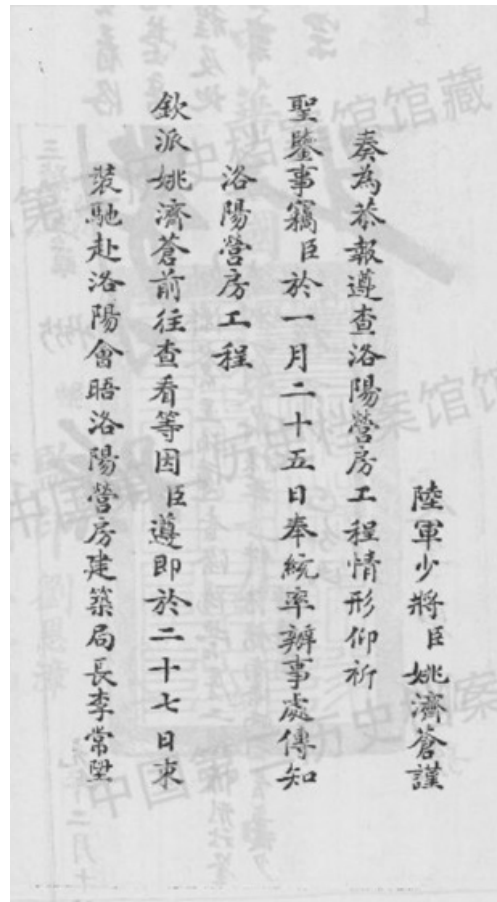 陸軍少將臣姚濟蒼謹
奏為恭報遵查洛陽營房工程情形仰祈
聖鑒事竊臣於一月二十五日奉統率辦事處傳知
洛陽營房工程
欽派姚濟蒼前往查看等因臣遵即於二十七日束
裝馳赴洛陽會晤洛陽營房建築局長李常堃